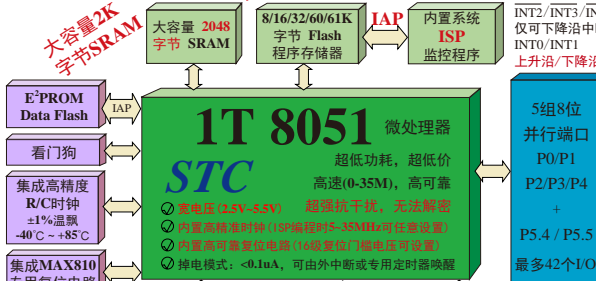 大容量2K
字节SRAM
大容量 2048
字节 SRAM
8/16/32/60/61K
字节 Flash
程序存储器
IAP
内置系统
ISP
监控程序
INT2/INT3/
仅可下降沿中
INT0/INT1
上升沿/下降沿
E²PROM
Data Flash
IAP
看门狗
集成高精度
R/C时钟
±1%温飘
-40℃～+85℃
集成MAX810
专用复位电路
1T 8051 微处理器
STC
超低功耗，超低价
高速(0-35M)，高可靠
超强抗干扰，无法解密
宽电压(2.5V-5.5V)
内置高精准时钟(ISP编程时5-35MHz可任意设置)
内置高可靠复位电路(16级复位门槛电压可设置)
掉电模式：<0.1uA，可由外中断或专用定时器唤醒
5组8位
并行端口
P0/P1
P2/P3/P4
+
P5.4 / P5.5
最多42个I/O